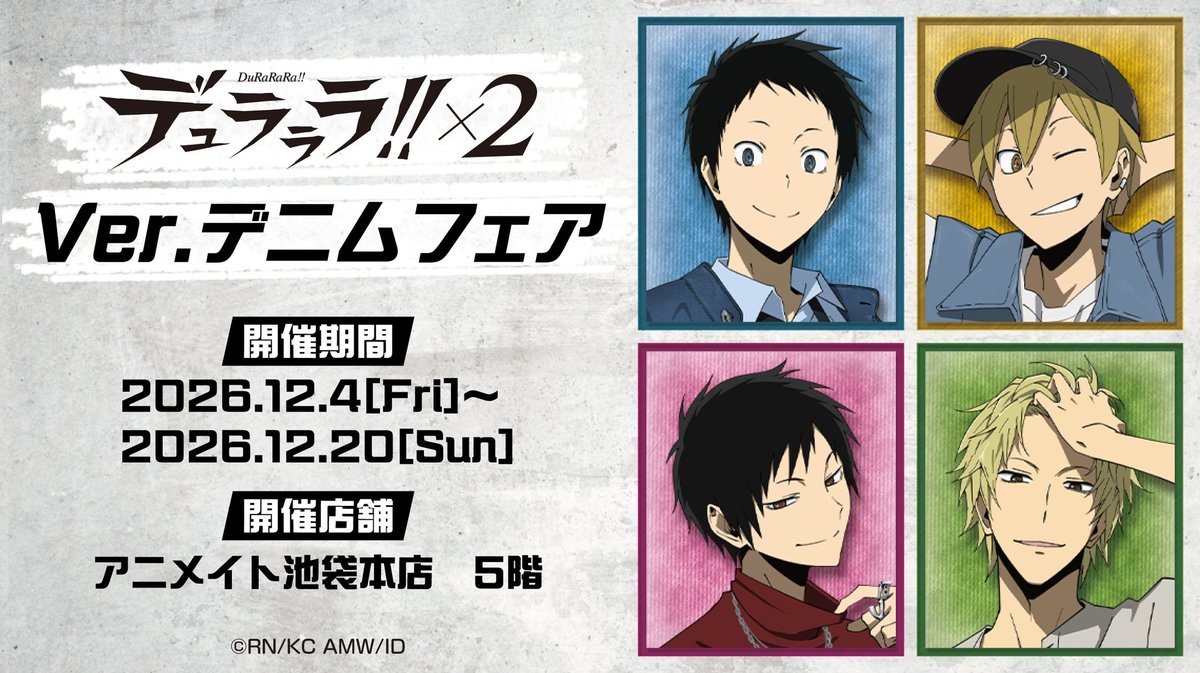 DuRaRaRa!!
デュラララ!!×2
Ver.デニムフェア
開催期間
2026.12.4[Fri]～
2026.12.20[Sun]
開催店舗
アニメイト池袋本店　5階
©RN/KC AMW/ID